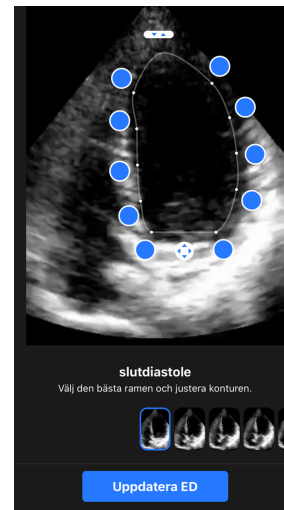 slutdiastole
Välj den bästa ramen och justera konturen.
Uppdatera ED